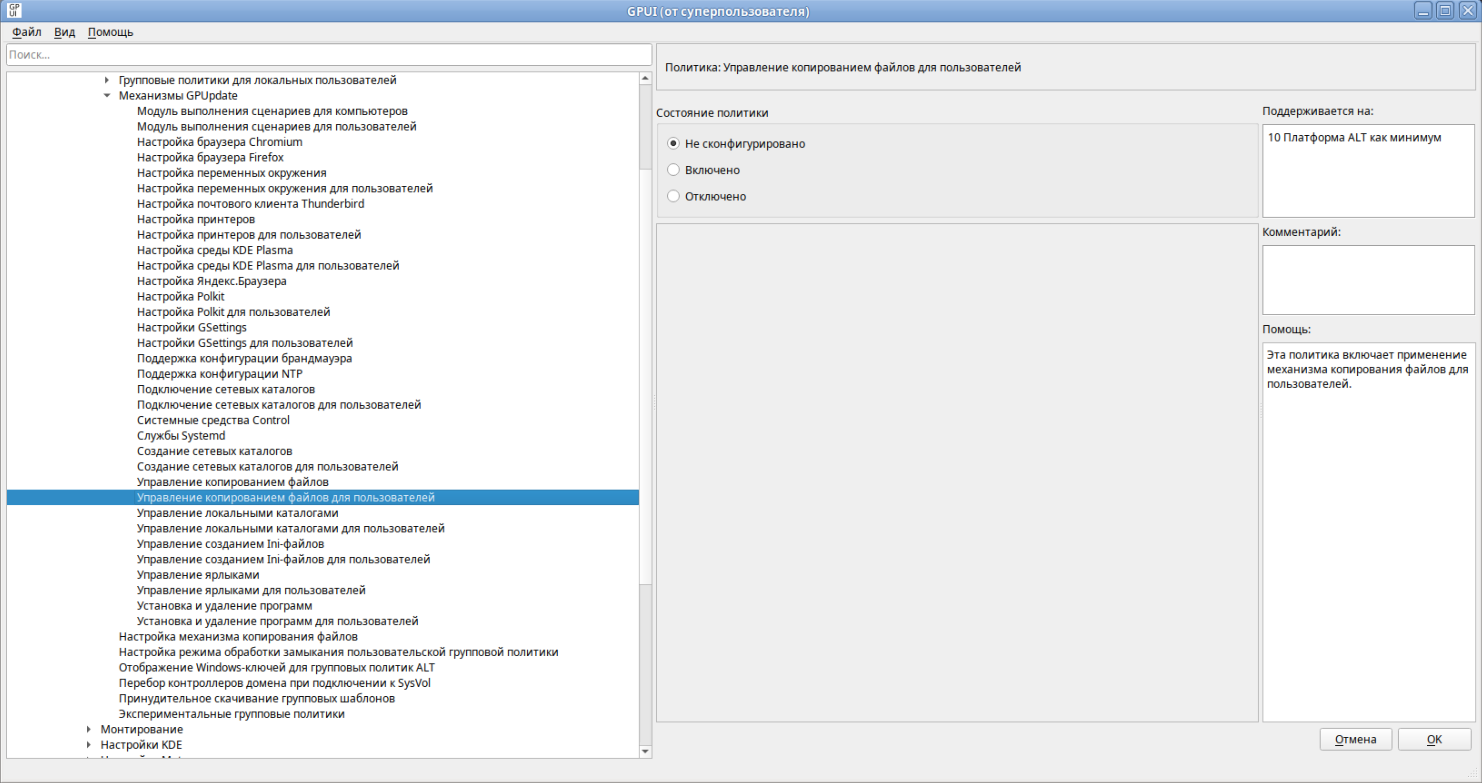 GPUI (от суперпользователя)
GP
UI
Файл Вид Помощь
Поиск...
Групповые политики для локальных пользователей
Механизмы GPUpdate
Модуль выполнения сценариев для компьютеров
Модуль выполнения сценариев для пользователей
Настройка браузера Chromium
Настройка браузера Firefox
Настройка переменных окружения
Настройка переменных окружения для пользователей
Настройка почтового клиента Thunderbird
Настройка принтеров
Настройка принтеров для пользователей
Настройка среды KDE Plasma
Настройка среды KDE Plasma для пользователей
Настройка Яндекс.Браузера
Настройка Polkit
Настройка Polkit для пользователей
Настройки GSettings
Настройки GSettings для пользователей
Поддержка конфигурации брандмауэра
Поддержка конфигурации NTP
Подключение сетевых каталогов
Подключение сетевых каталогов для пользователей
Системные средства Control
Службы Systemd
Создание сетевых каталогов
Создание сетевых каталогов для пользователей
Управление копированием файлов
Управление копированием файлов для пользователей
Управление локальными каталогами
Управление локальными каталогами для пользователей
Управление созданием Ini-файлов
Управление созданием Ini-файлов для пользователей
Управление ярлыками
Управление ярлыками для пользователей
Установка и удаление программ
Установка и удаление программ для пользователей
Настройка механизма копирования файлов
Настройка режима обработки замыкания пользовательской групповой политики
Отображение Windows-ключей для групповых политик ALT
Перебор контроллеров домена при подключении к SysVol
Принудительное скачивание групповых шаблонов
Экспериментальные групповые политики
Монтирование
Настройки KDE
Политика: Управление копированием файлов для пользователей
Состояние политики
Не сконфигурировано
Включено
Отключено
Поддерживается на:
10 Платформа ALT как минимум
Комментарий:
Помощь:
Эта политика включает применение
механизма копирования файлов для
пользователей.
Отмена OK